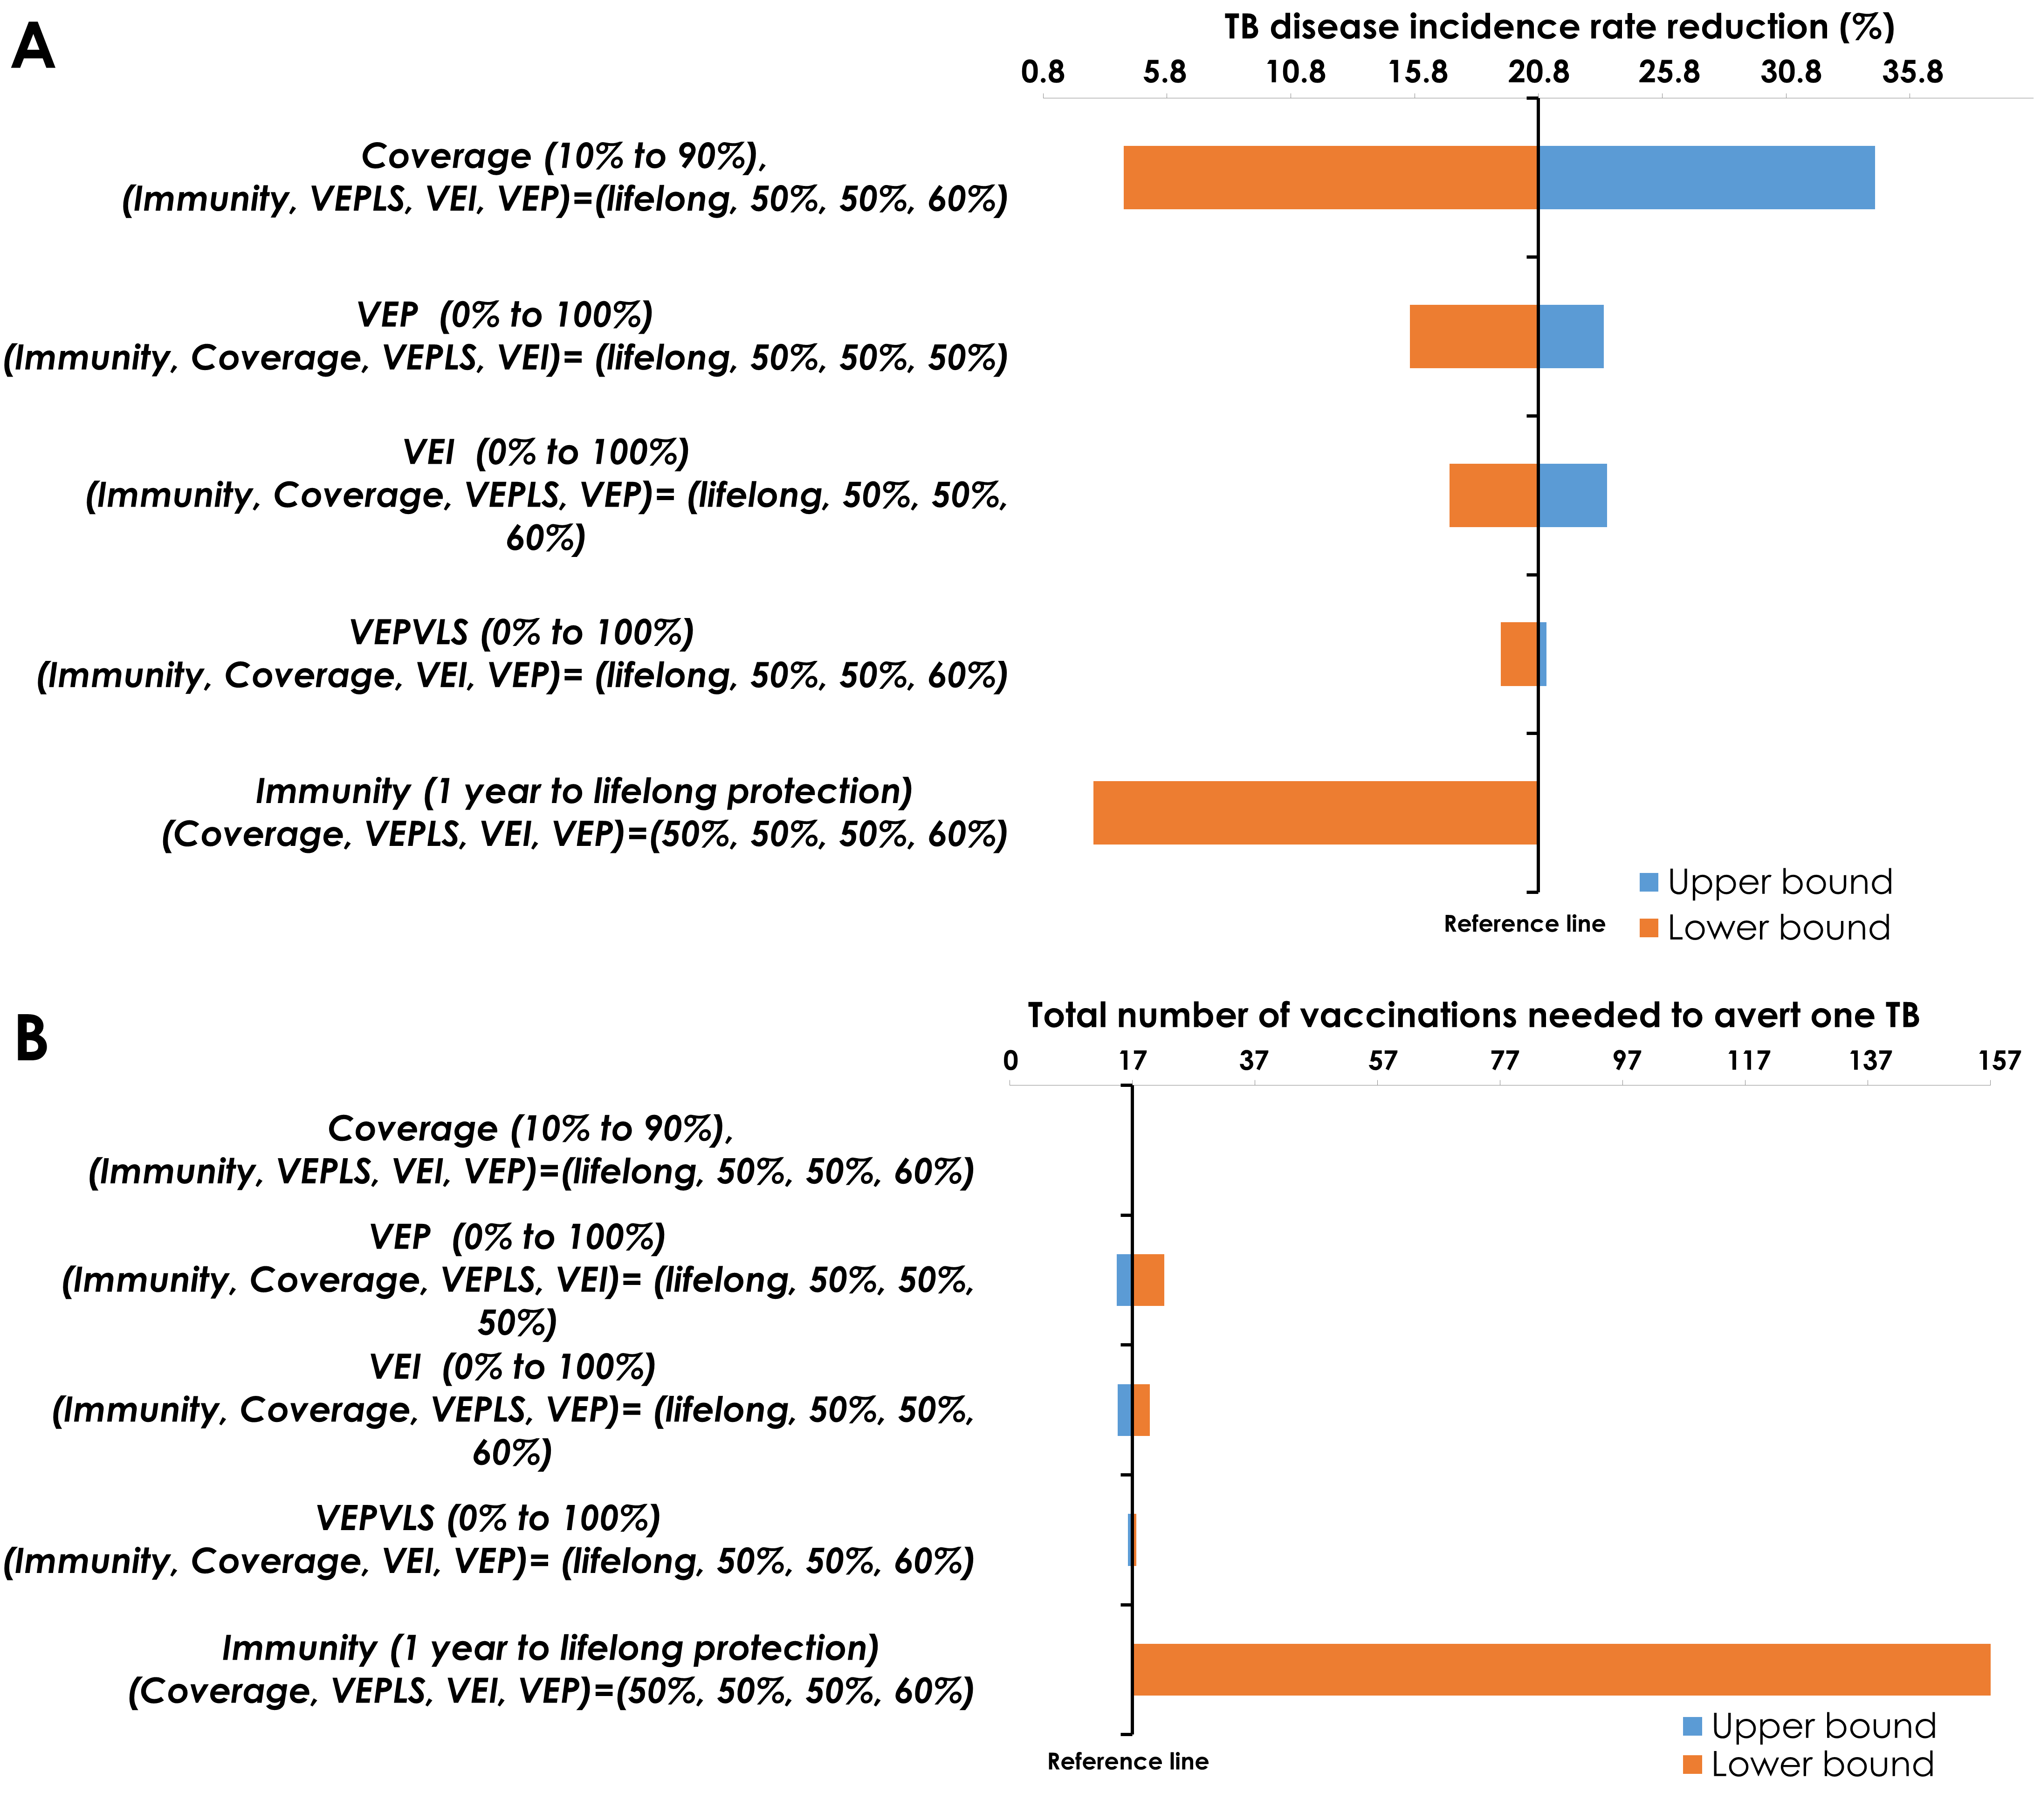 A
TB disease incidence rate reduction (%)
0.8 5.8 10.8 15.8 20.8 25.8 30.8 35.8
Coverage (10% to 90%),
(Immunity, VEPLS, VEI, VEP)=(lifelong, 50%, 50%, 60%)
VEP (0% to 100%)
(Immunity, Coverage, VEPLS, VEI)= (lifelong, 50%, 50%, 50%)
VEI (0% to 100%)
(Immunity, Coverage, VEPLS, VEP)= (lifelong, 50%, 50%,
60%)
VEPVLS (0% to 100%)
(Immunity, Coverage, VEI, VEP)= (lifelong, 50%, 50%, 60%)
Immunity (1 year to lifelong protection)
(Coverage, VEPLS, VEI, VEP)=(50%, 50%, 50%, 60%)
Upper bound
Lower bound
Reference line
B
Total number of vaccinations needed to avert one TB
0 17 37 57 77 97 117 137 157
Coverage (10% to 90%),
(Immunity, VEPLS, VEI, VEP)=(lifelong, 50%, 50%, 60%)
VEP (0% to 100%)
(Immunity, Coverage, VEPLS, VEI)= (lifelong, 50%, 50%,
50%)
VEI (0% to 100%)
(Immunity, Coverage, VEPLS, VEP)= (lifelong, 50%, 50%,
60%)
VEPVLS (0% to 100%)
(Immunity, Coverage, VEI, VEP)= (lifelong, 50%, 50%, 60%)
Immunity (1 year to lifelong protection)
(Coverage, VEPLS, VEI, VEP)=(50%, 50%, 50%, 60%)
Upper bound
Lower bound
Reference line